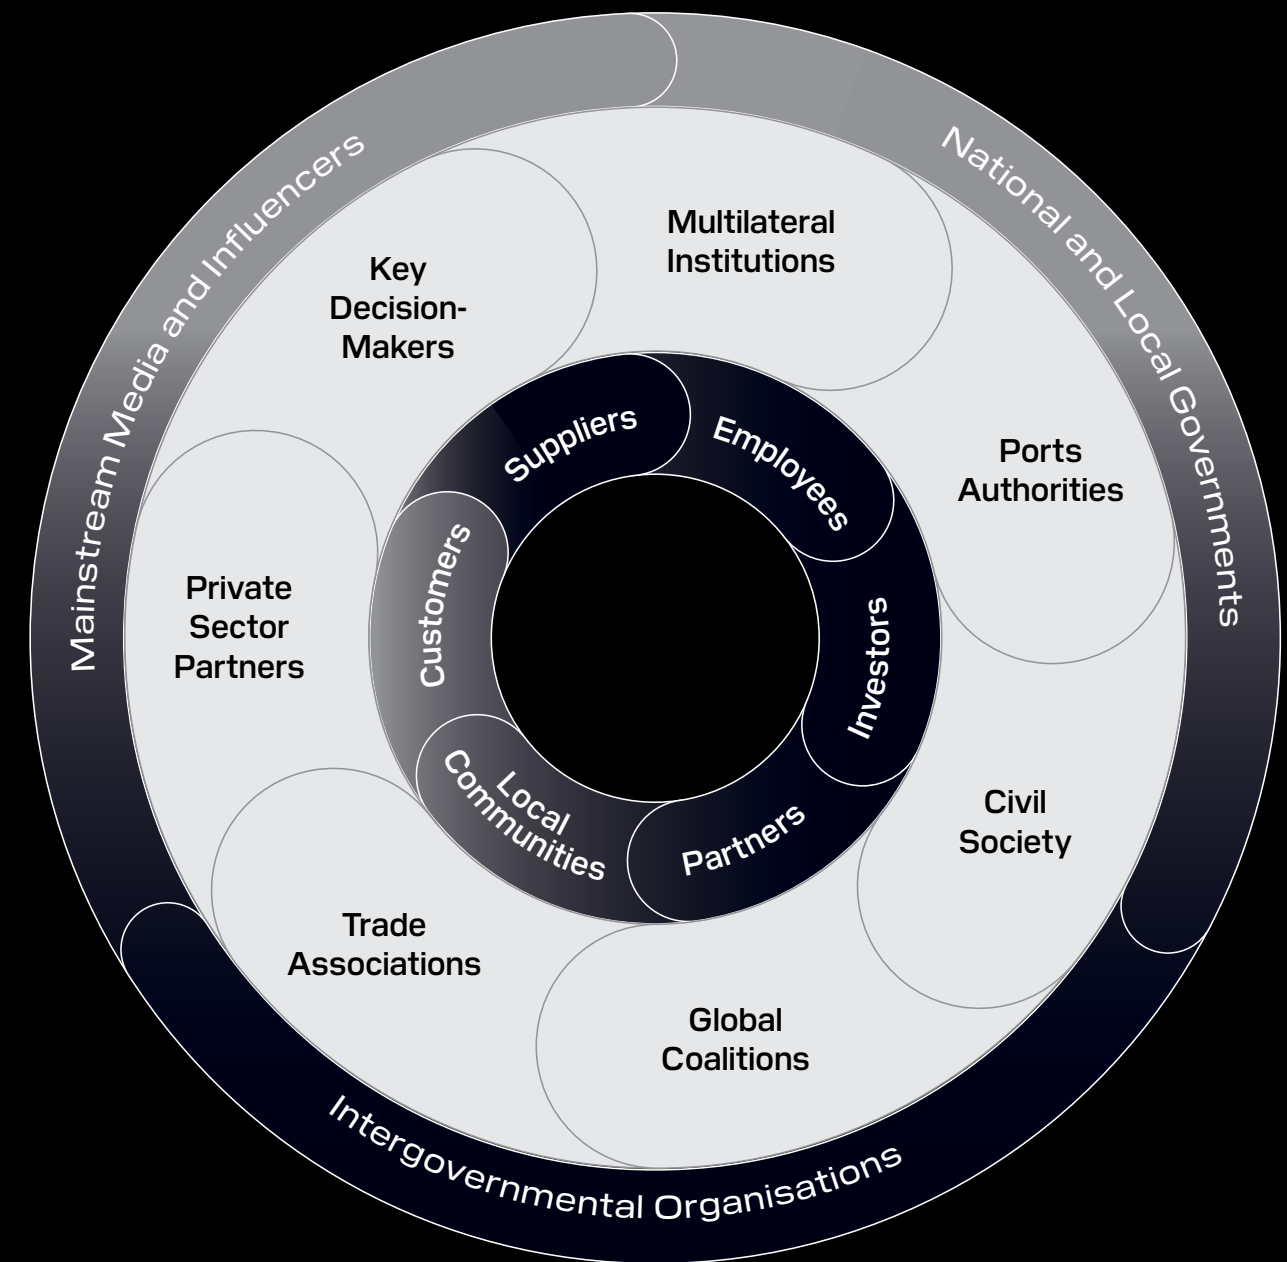 Mainstream Media and Influencers
National and Local Governments
Intergovernmental Organisations
Multilateral
Institutions
Key
Decision-
Makers
Ports
Authorities
Private
Sector
Partners
Civil
Society
Trade
Associations
Global
Coalitions
Suppliers
Employees
Customers
Investors
Local
Communities
Partners